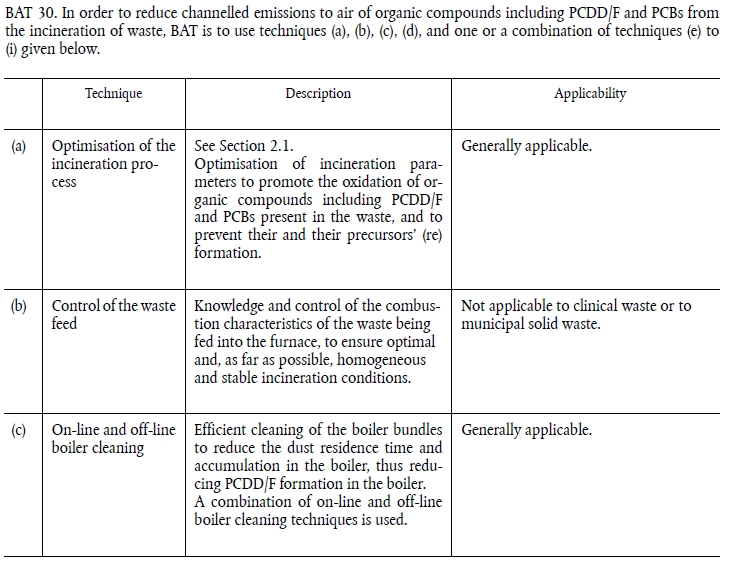 BAT 30. In order to reduce channelled emissions to air of organic compounds including PCDD/F and PCBs from
the incineration of waste, BAT is to use techniques (a), (b), (c), (d), and one or a combination of techniques (e) to
(i) given below.
Technique
Description
Applicability
(a)
Optimisation of the
incineration pro-
cess
See Section 2.1.
Optimisation of incineration para-
meters to promote the oxidation of or-
ganic compounds including PCDD/F
and PCBs present in the waste, and to
prevent their and their precursors’ (re)
formation.
Generally applicable.
(b)
Control of the waste
feed
Knowledge and control of the combus-
tion characteristics of the waste being
fed into the furnace, to ensure optimal
and, as far as possible, homogeneous
and stable incineration conditions.
Not applicable to clinical waste or to
municipal solid waste.
(c)
On-line and off-line
boiler cleaning
Efficient cleaning of the boiler bundles
to reduce the dust residence time and
accumulation in the boiler, thus redu-
cing PCDD/F formation in the boiler.
A combination of on-line and off-line
boiler cleaning techniques is used.
Generally applicable.